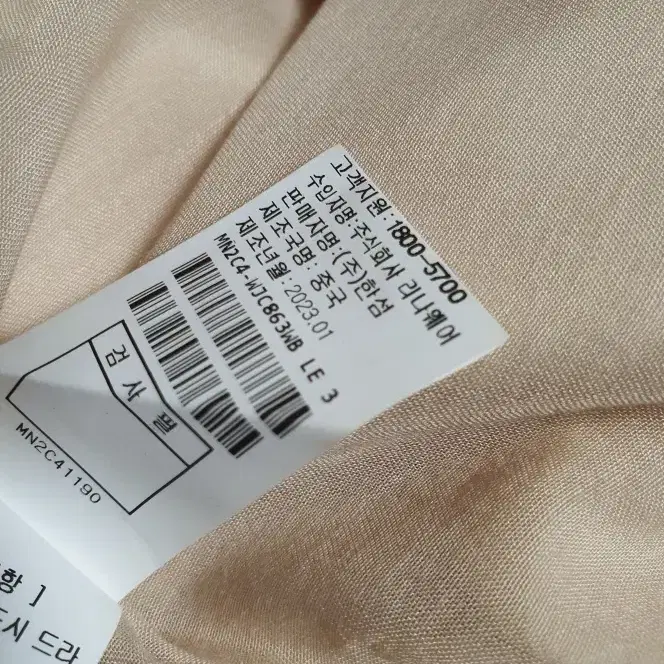 고객지원: 1800-5700
수입자명:주식회사 리나웨어
판매자명:(주)한섬
제조국명: 중국
제조년월: 2023.01
MN2C4-WJC863WB LE 3
검사필
MN2C41190
항 ]
시 드라